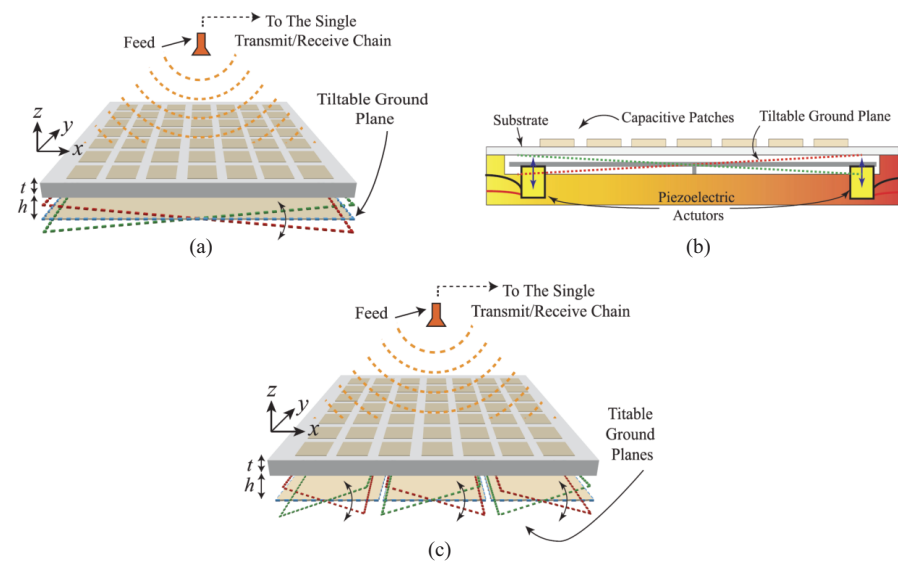 To The Single
Transmit/Receive Chain
Feed
Tiltable Ground
Plane
z
y
x
t
h
(a)
Substrate
Capacitive Patches
Tiltable Ground Plane
Piezoelectric
Actutors
(b)
To The Single
Transmit/Receive Chain
Feed
z
y
x
t
h
Titable
Ground
Planes
(c)